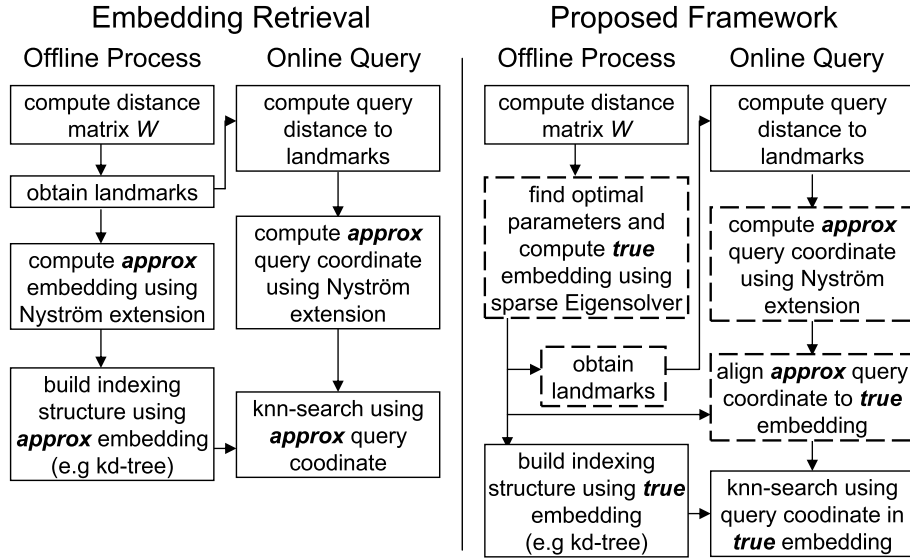 Embedding Retrieval
Offline Process
Online Query
compute distance
matrix W
obtain landmarks
compute approx
embedding using
Nyström extension
build indexing
structure using
approx embedding
(e.g kd-tree)
compute query
distance to
landmarks
compute approx
query coordinate
using Nyström
extension
knn-search using
approx query
coodinate
Proposed Framework
Offline Process
Online Query
compute distance
matrix W
find optimal
parameters and
compute true
embedding using
sparse Eigensolver
obtain
landmarks
build indexing
structure using true
embedding
(e.g kd-tree)
compute query
distance to
landmarks
compute approx
query coordinate
using Nyström
extension
align approx query
coordinate to true
embedding
knn-search using
query coodinate in
true embedding